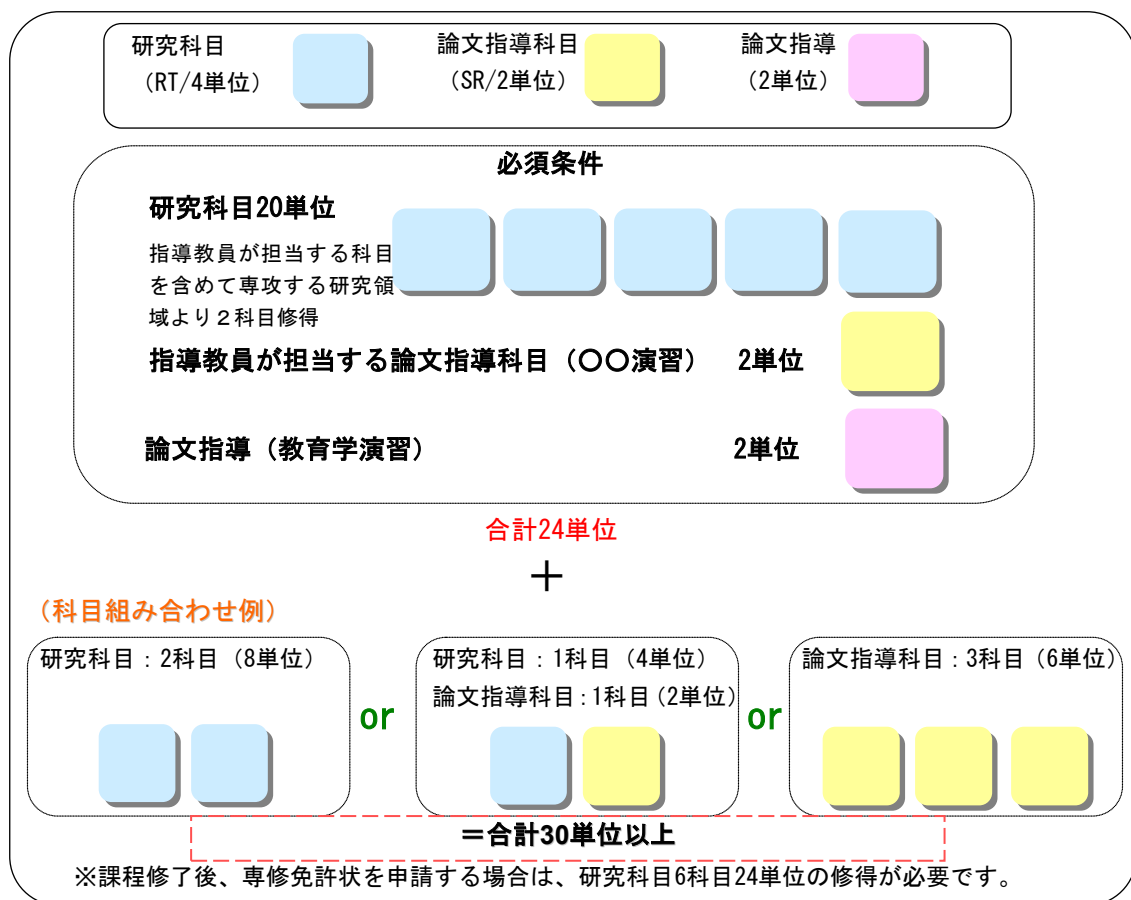 研究科目 論文指導科目 論文指導
（RT/4単位） （SR/2単位） （2単位）
必須条件
研究科目20単位
指導教員が担当する科目
を含めて専攻する研究領
域より２科目修得
指導教員が担当する論文指導科目（〇〇演習） 2単位
論文指導（教育学演習） 2単位
合計24単位
＋
（科目組み合わせ例）
研究科目：2科目（8単位）
or
研究科目：1科目（4単位）
論文指導科目：1科目（2単位）
or
論文指導科目：3科目（6単位）
＝合計30単位以上
※課程修了後、専修免許状を申請する場合は、研究科目6科目24単位の修得が必要です。